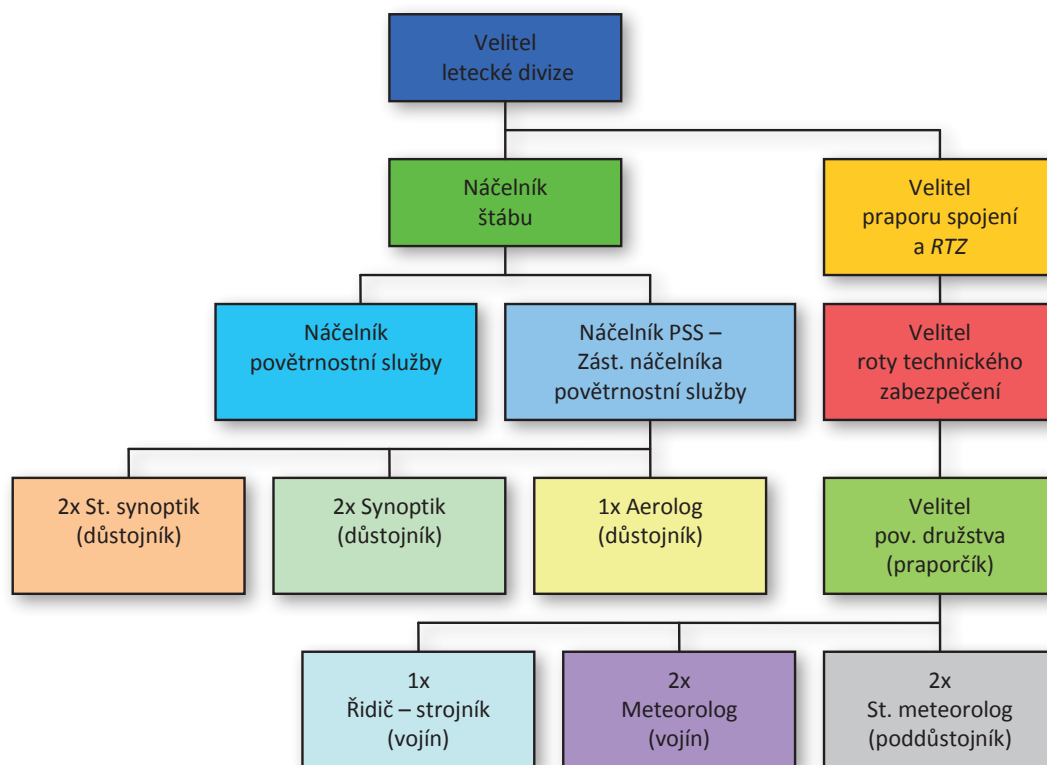 Velitel
letecké divize
Náčelník
štábu
Velitel
praporu spojení
a RTZ
Náčelník
povětrnostní služby
Náčelník PSS –
Zást. náčelníka
povětrnostní služby
Velitel
roty technického
zabezpečení
2x St. synoptik
(důstojník)
2x Synoptik
(důstojník)
1x Aerolog
(důstojník)
Velitel
pov. družstva
(praporčík)
1x
Řidič – strojník
(vojín)
2x
Meteorolog
(vojín)
2x
St. meteorolog
(poddůstojník)